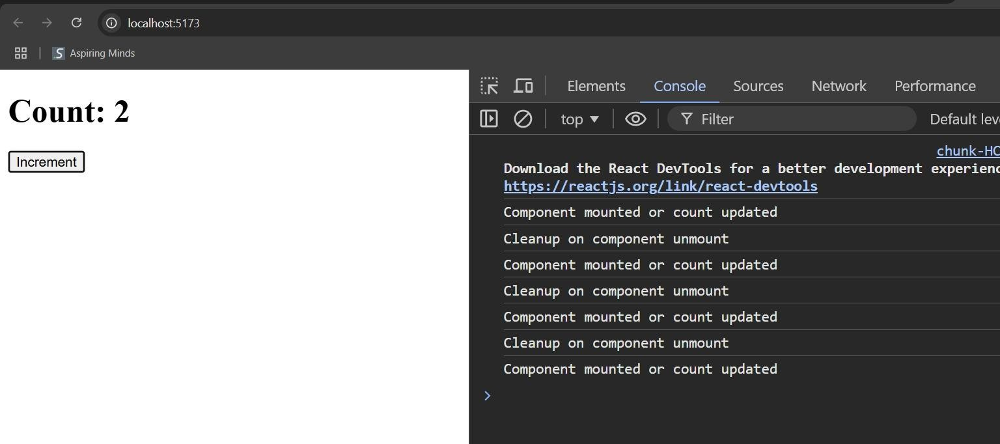 localhost:5173
S Aspiring Minds
Count: 2
Increment
Elements Console Sources Network Performance
top Filter Default leve
chunk-HC
Download the React DevTools for a better development experienc
https://reactjs.org/link/react-devtools
Component mounted or count updated
Cleanup on component unmount
Component mounted or count updated
Cleanup on component unmount
Component mounted or count updated
Cleanup on component unmount
Component mounted or count updated